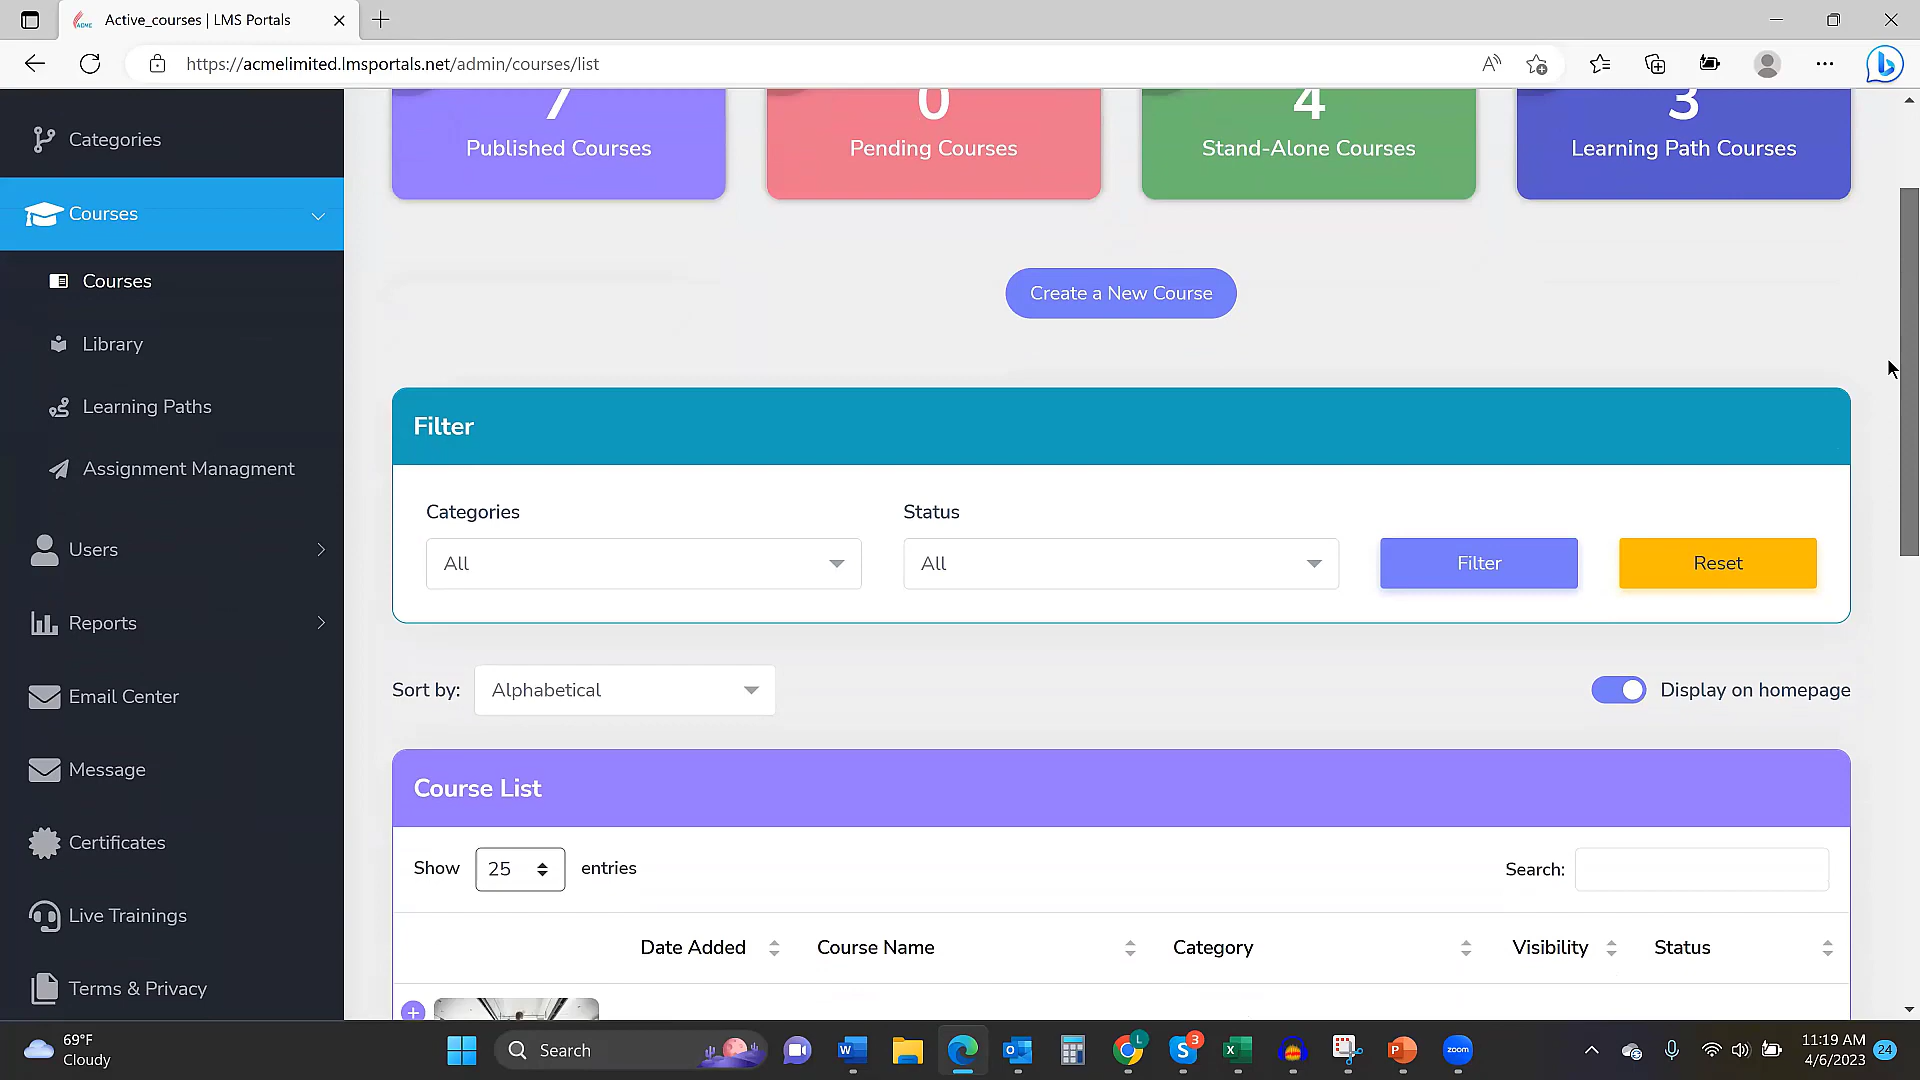 Active_courses | LMS Portals
https://acmelimited.lmsportals.net/admin/courses/list
Categories
Courses
Courses
Library
Learning Paths
Assignment Managment
Users
Reports
Email Center
Message
Certificates
Live Trainings
Terms & Privacy
7
Published Courses
0
Pending Courses
4
Stand-Alone Courses
3
Learning Path Courses
Create a New Course
Filter
Categories
Status
All
All
Filter
Reset
Sort by:
Alphabetical
Display on homepage
Course List
Show
25
entries
Search:
Date Added
Course Name
Category
Visibility
Status
69°F
Cloudy
Search
L
3
zoom
11:19 AM
4/6/2023
24